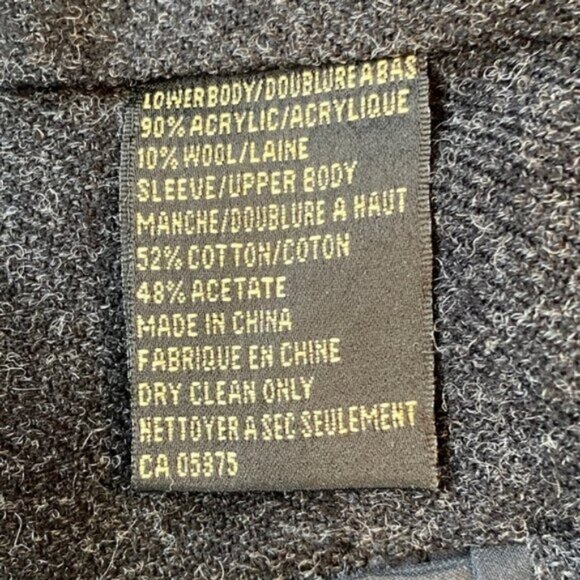 LOWER BODY/DOUBLURE A BAS
90% ACRYLIC/ACRYLIQUE
10% WOOL/LAINE
SLEEVE/UPPER BODY
MANCHE/DOUBLURE A HAUT
52% COTTON/COTON
48% ACETATE
MADE IN CHINA
FABRIQUE EN CHINE
DRY CLEAN ONLY
NETTOYER A SEC SEULEMENT
CA 05975